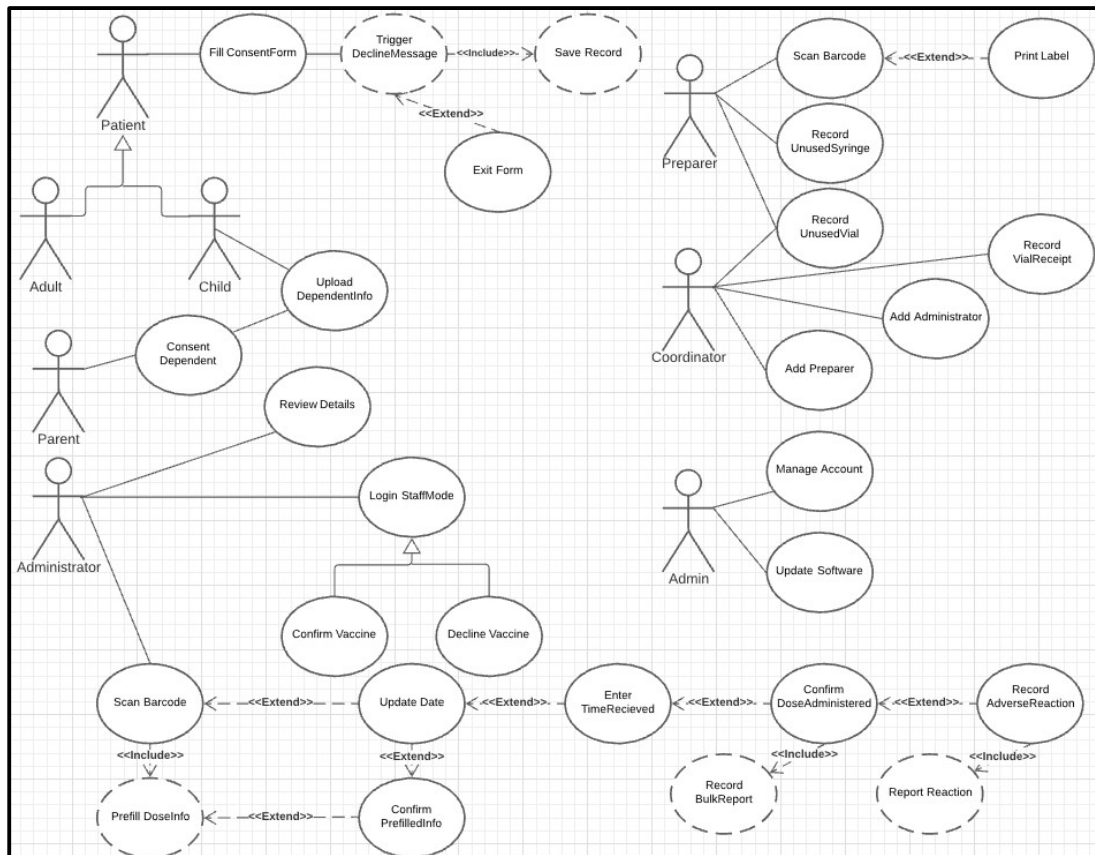 Fill ConsentForm
Trigger
DeclineMessage
<<Include>>
Save Record
<<Extend>>
Exit Form
Patient
Adult
Child
Upload
DependentInfo
Consent
Dependent
Parent
Review Details
Login StaffMode
Administrator
Confirm Vaccine
Decline Vaccine
Scan Barcode
<<Extend>>
Print Label
Record
UnusedSyringe
Preparer
Record
UnusedVial
Record
VialReceipt
Add Administrator
Coordinator
Add Preparer
Manage Account
Admin
Update Software
Scan Barcode
<<Extend>>
Update Date
<<Extend>>
Enter
TimeRecieved
<<Extend>>
Confirm
DoseAdministered
<<Extend>>
Record
AdverseReaction
<<Include>>
<<Extend>>
<<Include>>
<<Include>>
Prefill DoseInfo
<<Extend>>
Confirm
PrefilledInfo
Record
BulkReport
Report Reaction